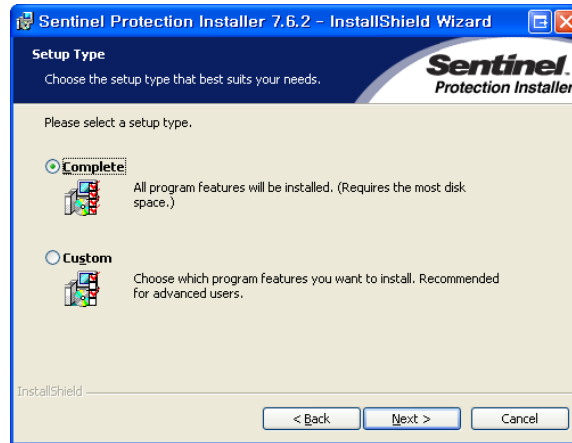 Sentinel Protection Installer 7.6.2 - InstallShield Wizard
Setup Type
Choose the setup type that best suits your needs.
Sentinel.
Protection Installer
Please select a setup type.
Complete
All program features will be installed. (Requires the most disk
space.)
Custom
Choose which program features you want to install. Recommended
for advanced users.
InstallShield
< Back
Next >
Cancel